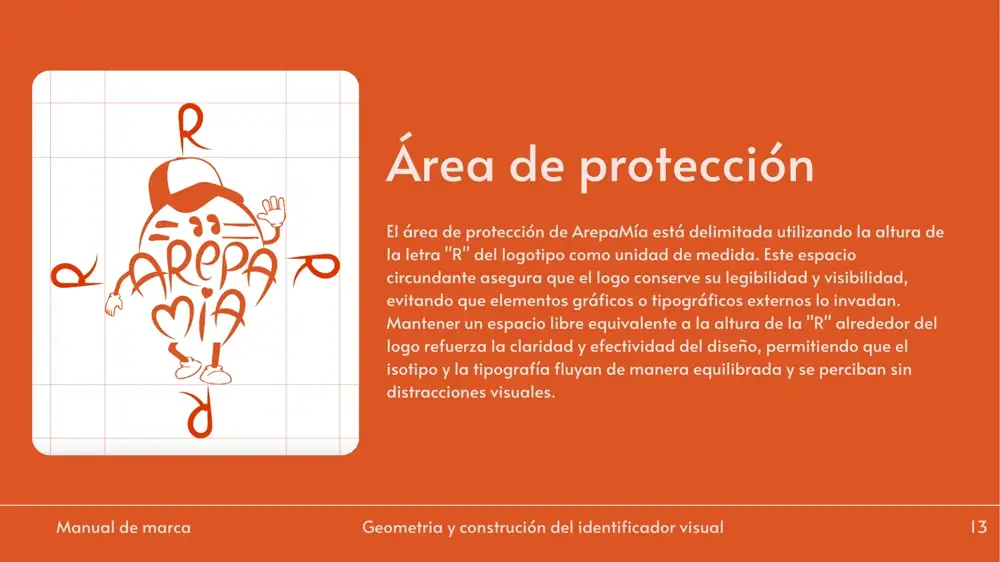 R
R
R
AREPA
MíA
R
Área de protección
El área de protección de ArepaMía está delimitada utilizando la altura de
la letra "R" del logotipo como unidad de medida. Este espacio
circundante asegura que el logo conserve su legibilidad y visibilidad,
evitando que elementos gráficos o tipográficos externos lo invadan.
Mantener un espacio libre equivalente a la altura de la "R" alrededor del
logo refuerza la claridad y efectividad del diseño, permitiendo que el
isotipo y la tipografía fluyan de manera equilibrada y se perciban sin
distracciones visuales.
Manual de marca
Geometria y construción del identificador visual
13